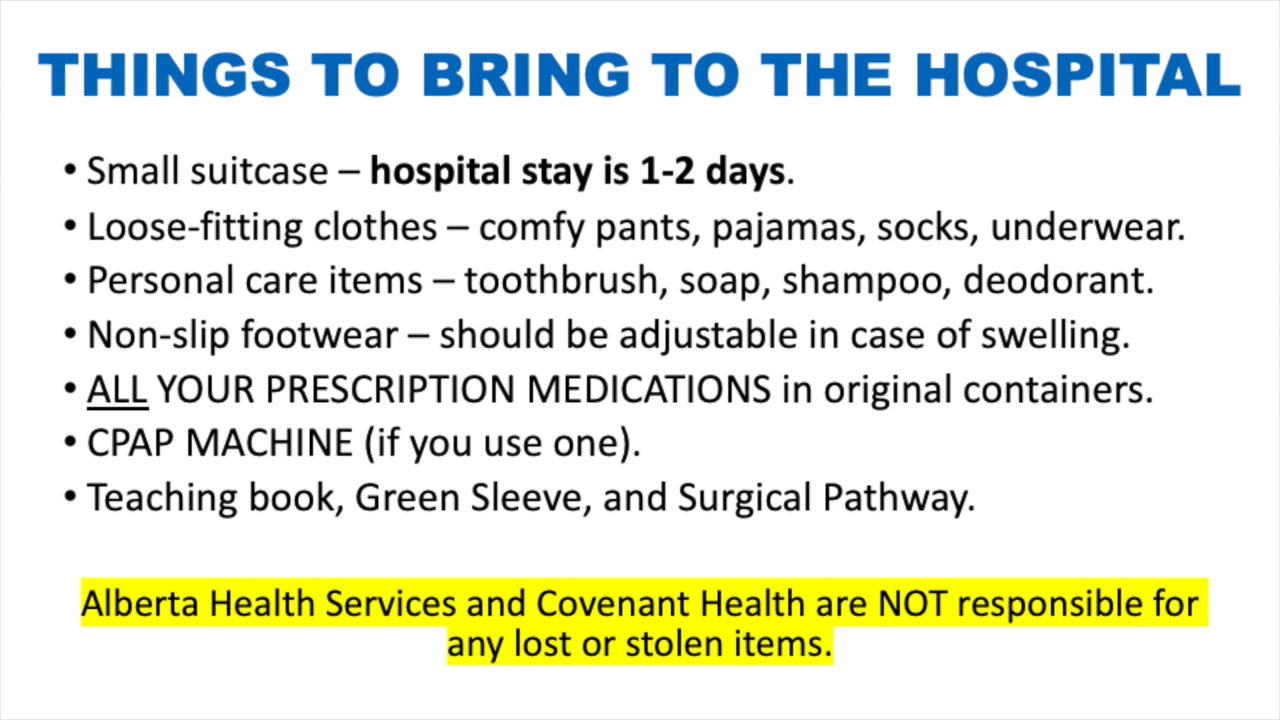 THINGS TO BRING TO THE HOSPITAL
• Small suitcase – hospital stay is 1-2 days.
• Loose-fitting clothes – comfy pants, pajamas, socks, underwear.
• Personal care items – toothbrush, soap, shampoo, deodorant.
• Non-slip footwear – should be adjustable in case of swelling.
• ALL YOUR PRESCRIPTION MEDICATIONS in original containers.
• CPAP MACHINE (if you use one).
• Teaching book, Green Sleeve, and Surgical Pathway.
Alberta Health Services and Covenant Health are NOT responsible for
any lost or stolen items.